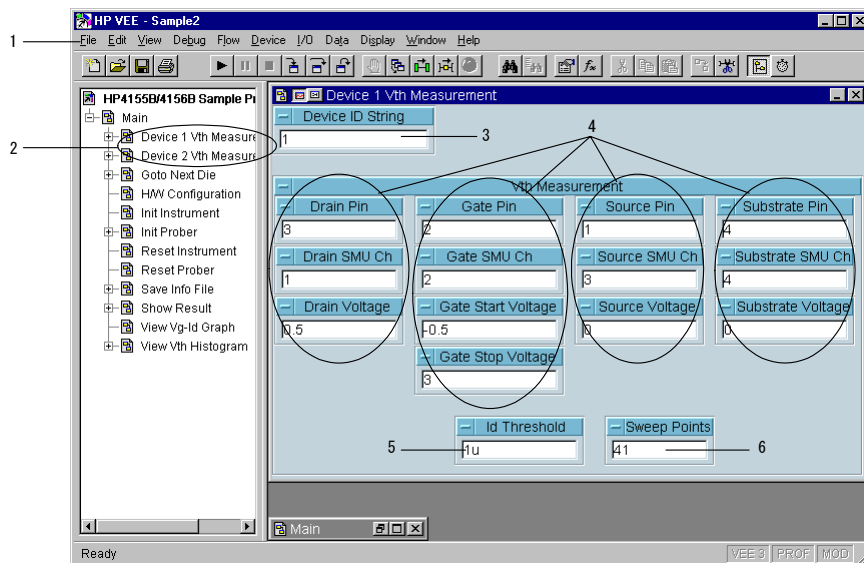 HP VEE - Sample2
1
File Edit View Debug Flow Device I/O Data Display Window Help
HP4155B/4156B Sample Pr
Main
2
Device 1 Vth Measure
Device 2 Vth Measure
Goto Next Die
H/W Configuration
Init Instrument
Init Prober
Reset Instrument
Reset Prober
Save Info File
Show Result
View Vg-Id Graph
View Vth Histogram
Device 1 Vth Measurement
Device ID String
1
3
4
Vth Measurement
Drain Pin Gate Pin Source Pin Substrate Pin
3 2 1 4
Drain SMU Ch Gate SMU Ch Source SMU Ch Substrate SMU Ch
1 2 3 4
Drain Voltage Gate Start Voltage Source Voltage Substrate Voltage
0.5 -0.5 0 0
Gate Stop Voltage
3
Id Threshold Sweep Points
5 1u 41 6
Main
Ready
VEE 3 PROF MOD